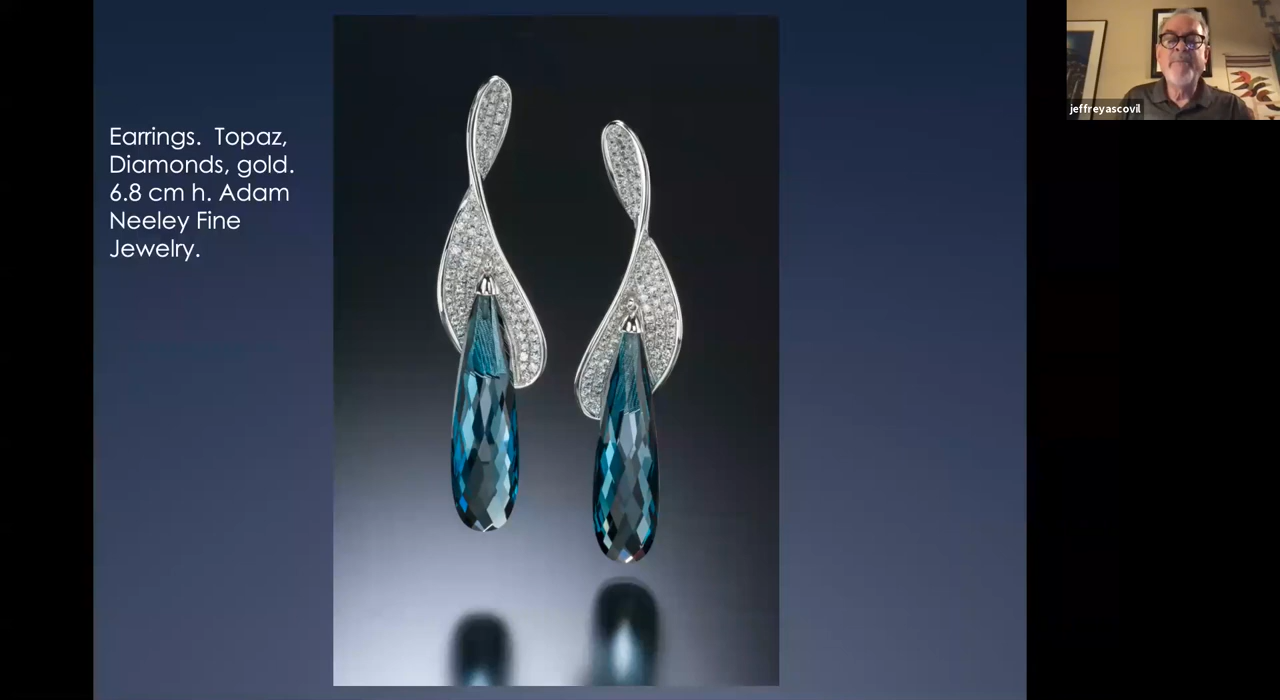 Earrings.  Topaz,
Diamonds, gold.
6.8 cm h. Adam
Neeley Fine
Jewelry.
jeffreyascovil